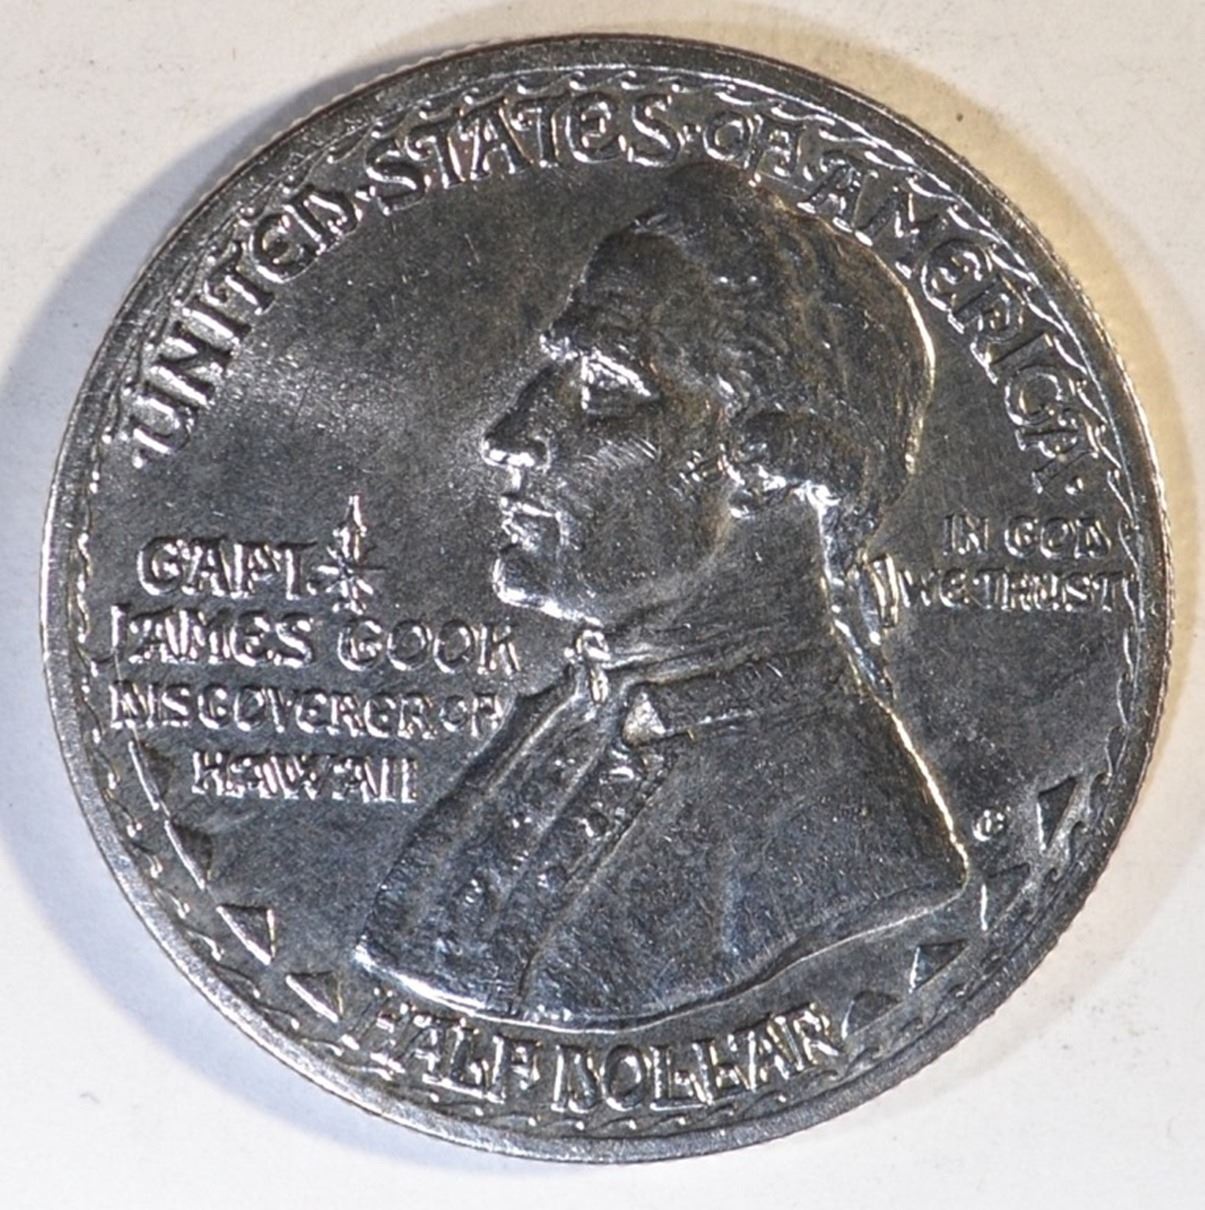 ·UNITED·STATES·OF·AMERICA·
CAPT.
JAMES COOK
DISCOVERER OF
HAWAII
IN GOD
WE·TRUST
HALF DOLLAR